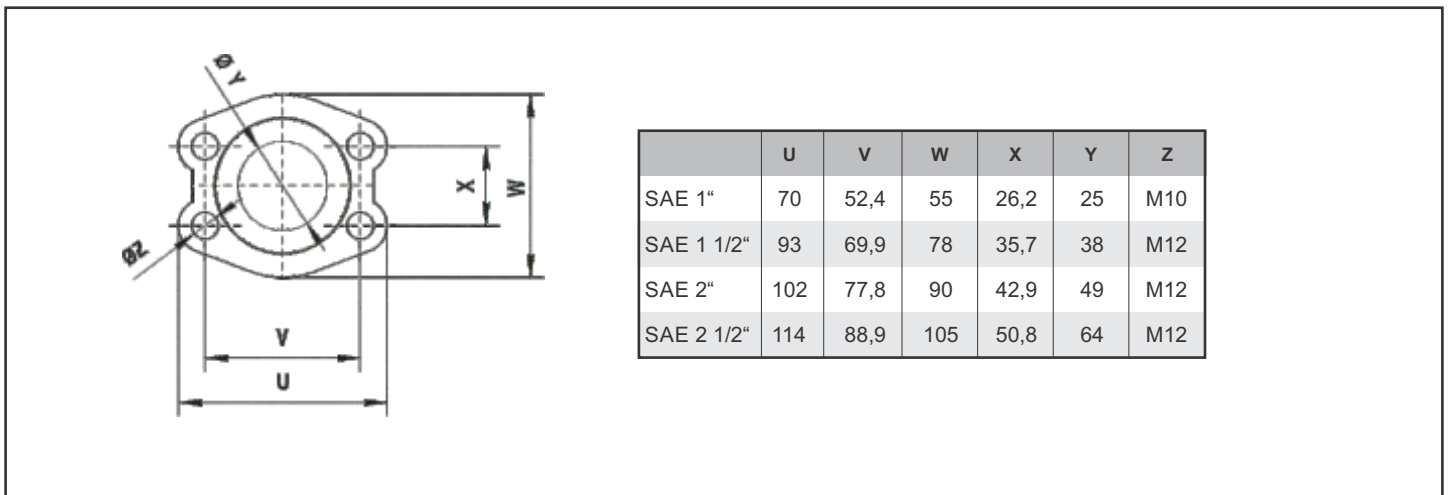 Ø Y
X
W
ØZ
V
U
U V W X Y Z
SAE 1“ 70 52,4 55 26,2 25 M10
SAE 1 1/2“ 93 69,9 78 35,7 38 M12
SAE 2“ 102 77,8 90 42,9 49 M12
SAE 2 1/2“ 114 88,9 105 50,8 64 M12